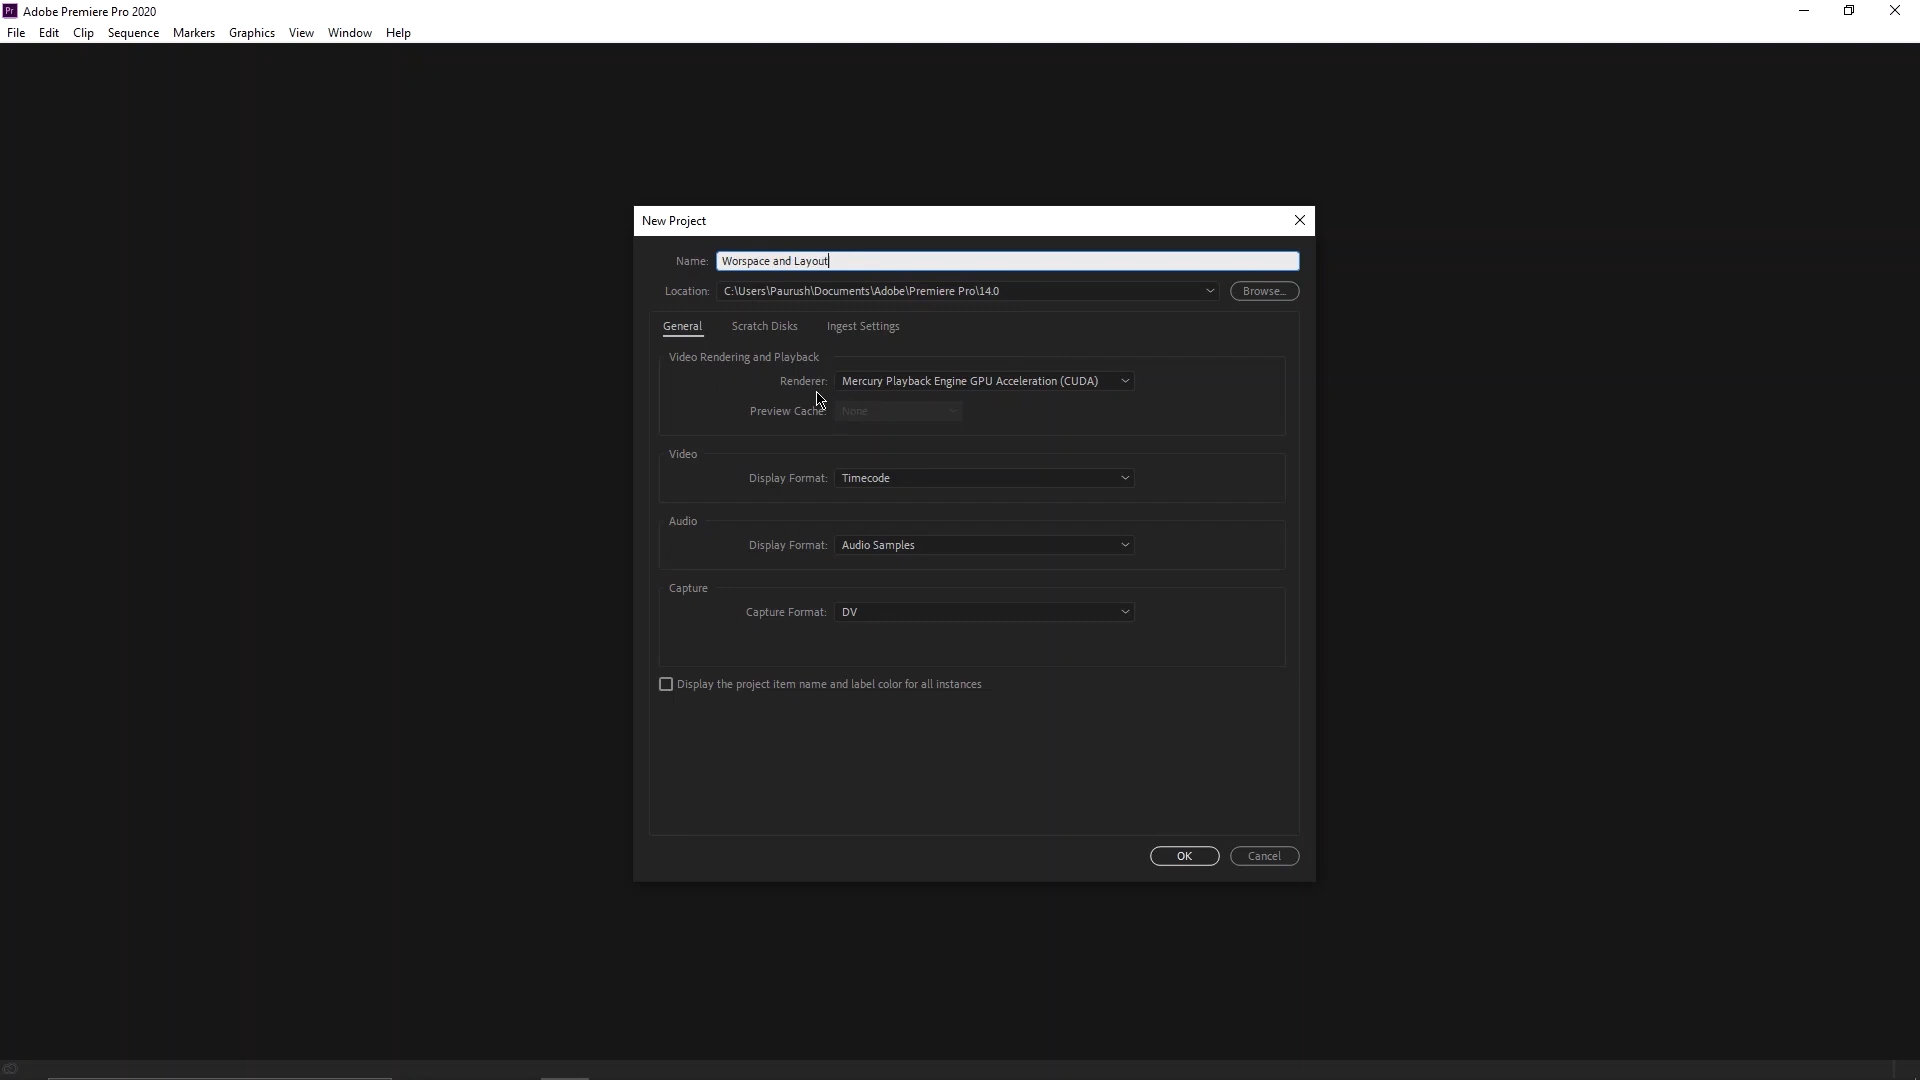 Pr Adobe Premiere Pro 2020
File Edit Clip Sequence Markers Graphics View Window Help
New Project
Name: Worspace and Layout
Location: C:\Users\Paurush\Documents\Adobe\Premiere Pro\14.0 Browse...
General Scratch Disks Ingest Settings
Video Rendering and Playback
Renderer: Mercury Playback Engine GPU Acceleration (CUDA)
Preview Cache: None
Video
Display Format: Timecode
Audio
Display Format: Audio Samples
Capture
Capture Format: DV
Display the project item name and label color for all instances
OK Cancel